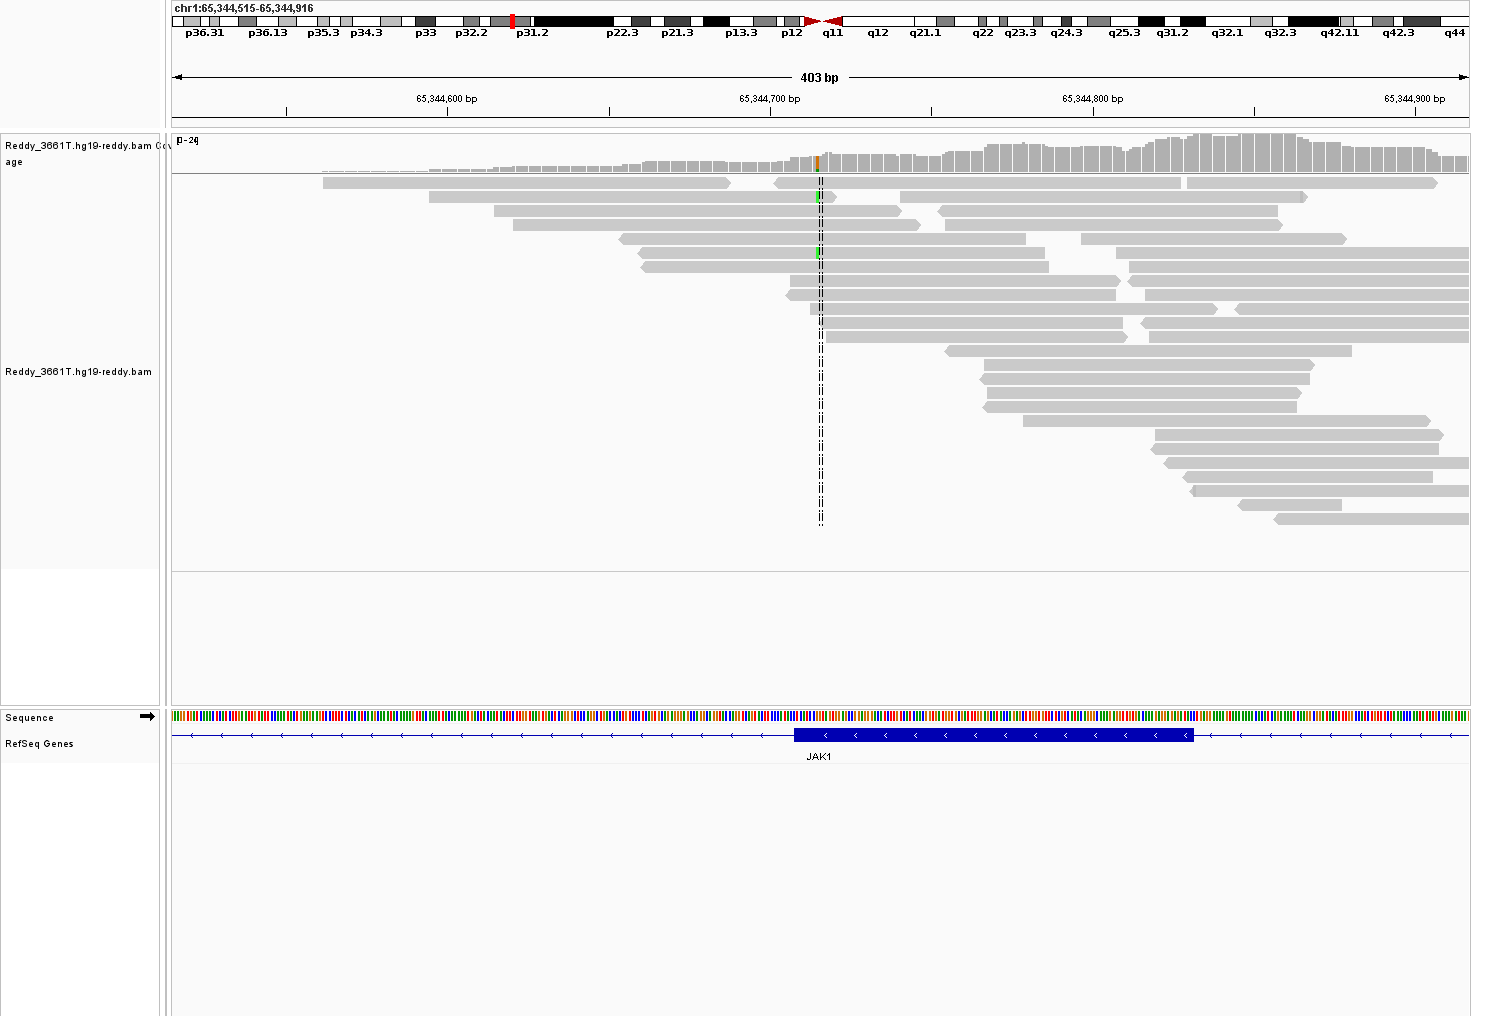 chr1:65,344,515-65,344,916
p36.31 p36.13 p35.3 p34.3 p33 p32.2 p31.2 p22.3 p21.3 p13.3 p12 q11 q12 q21.1 q22 q23.3 q24.3 q25.3 q31.2 q32.1 q32.3 q42.11 q42.3 q44
403 bp
65,344,600 bp 65,344,700 bp 65,344,800 bp 65,344,900 bp
[0-24]
Reddy_3661T.hg19-reddy.bam Cov
age
Reddy_3661T.hg19-reddy.bam
Sequence
RefSeq Genes
JAK1